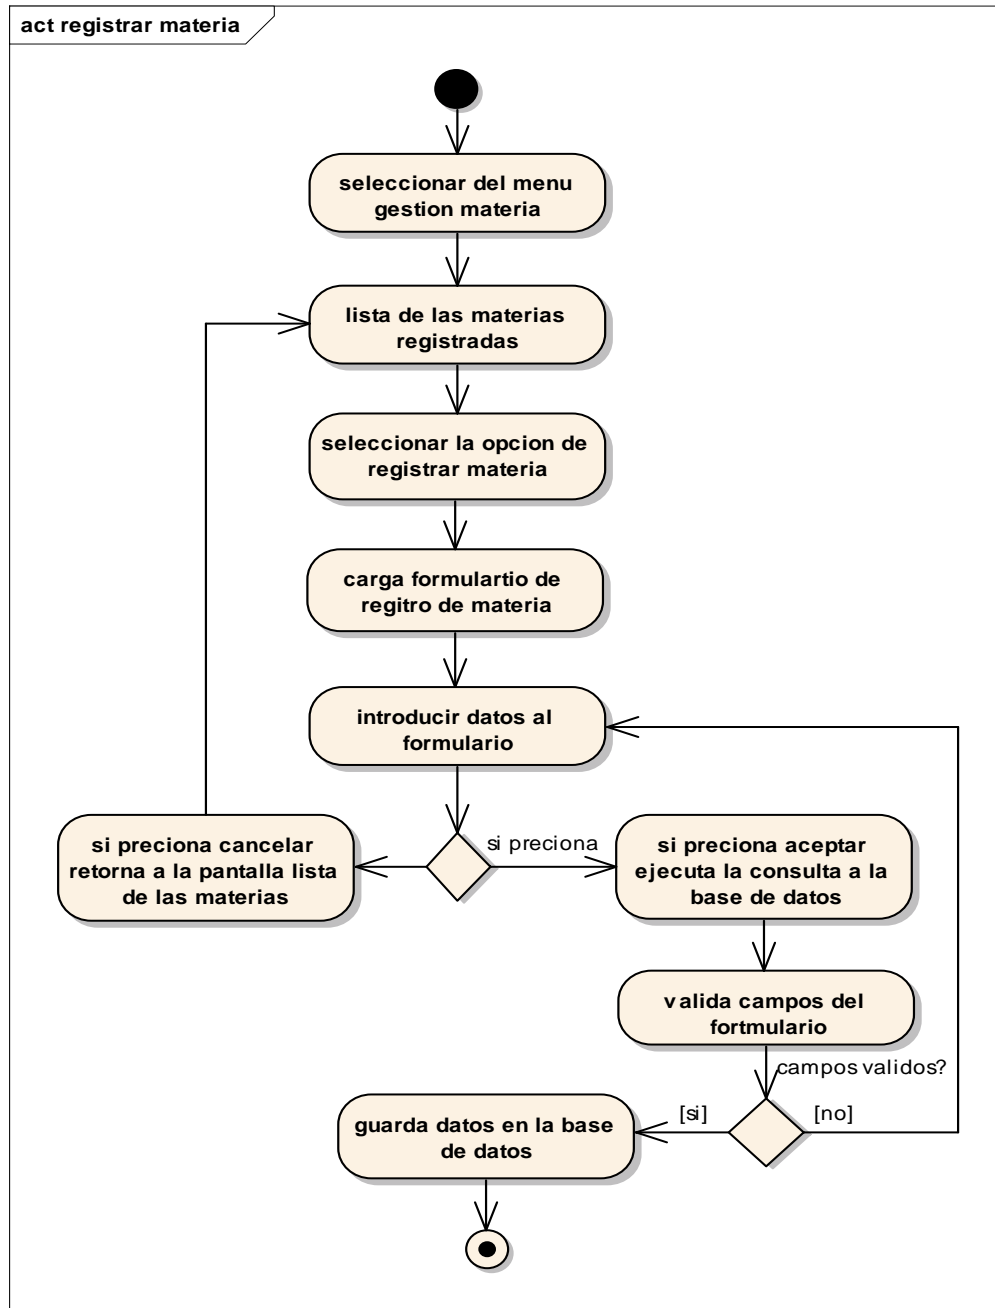 act registrar materia
seleccionar del menu
gestion materia
lista de las materias
registradas
seleccionar la opcion de
registrar materia
carga formulartio de
regitro de materia
introducir datos al
formulario
si preciona cancelar
retorna a la pantalla lista
de las materias
si preciona
si preciona aceptar
ejecuta la consulta a la
base de datos
valida campos del
fortmulario
campos validos?
[si]
[no]
guarda datos en la base
de datos